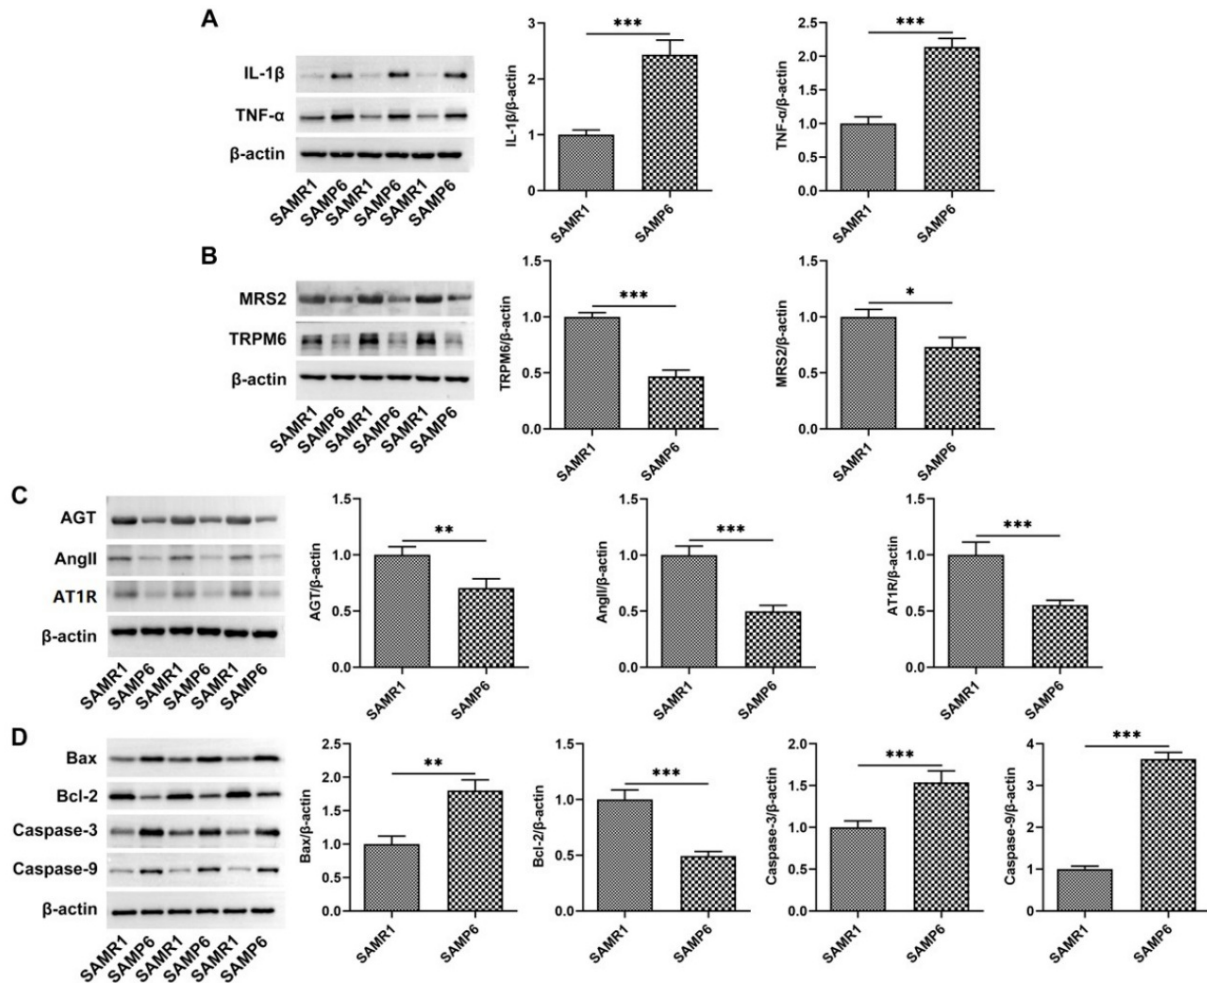 A
IL-1β
TNF-α
β-actin
SAMR1
SAMP6
SAMR1
SAMP6
SAMR1
SAMP6
IL-1β/β-actin
3
2
1
0
***
SAMR1
SAMP6
TNF-α/β-actin
2.5
2.0
1.5
1.0
0.5
0.0
***
SAMR1
SAMP6
B
MRS2
TRPM6
β-actin
SAMR1
SAMP6
SAMR1
SAMP6
SAMR1
SAMP6
TRPM6/β-actin
1.5
1.0
0.5
0.0
***
SAMR1
SAMP6
MRS2/β-actin
1.5
1.0
0.5
0.0
*
SAMR1
SAMP6
C
AGT
AngII
AT1R
β-actin
SAMR1
SAMP6
SAMR1
SAMP6
SAMR1
SAMP6
AGT/β-actin
1.5
1.0
0.5
0.0
**
SAMR1
SAMP6
AngII/β-actin
1.5
1.0
0.5
0.0
***
SAMR1
SAMP6
AT1R/β-actin
1.5
1.0
0.5
0.0
***
SAMR1
SAMP6
D
Bax
Bcl-2
Caspase-3
Caspase-9
β-actin
SAMR1
SAMP6
SAMR1
SAMP6
SAMR1
SAMP6
Bax/β-actin
2.5
2.0
1.5
1.0
0.5
0.0
**
SAMR1
SAMP6
Bcl-2/β-actin
1.5
1.0
0.5
0.0
***
SAMR1
SAMP6
Caspase-3/β-actin
2.0
1.5
1.0
0.5
0.0
***
SAMR1
SAMP6
Caspase-9/β-actin
4
3
2
1
0
***
SAMR1
SAMP6